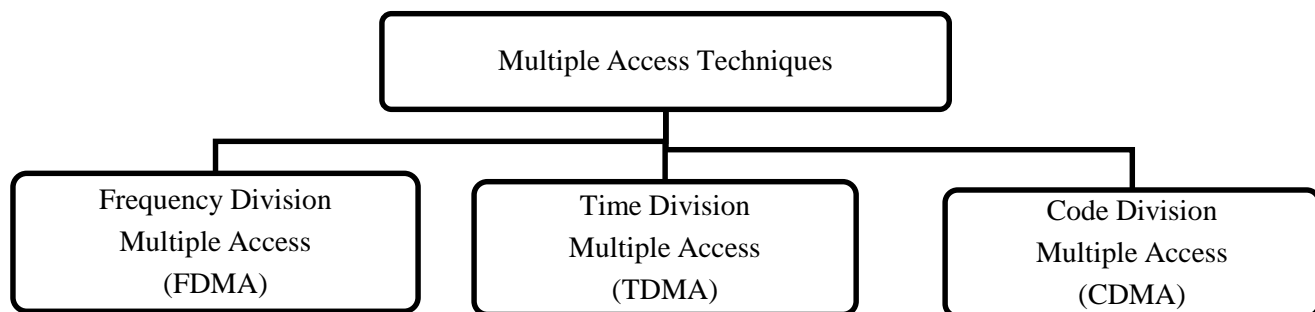 Multiple Access Techniques
Frequency Division
Multiple Access
(FDMA)
Time Division
Multiple Access
(TDMA)
Code Division
Multiple Access
(CDMA)